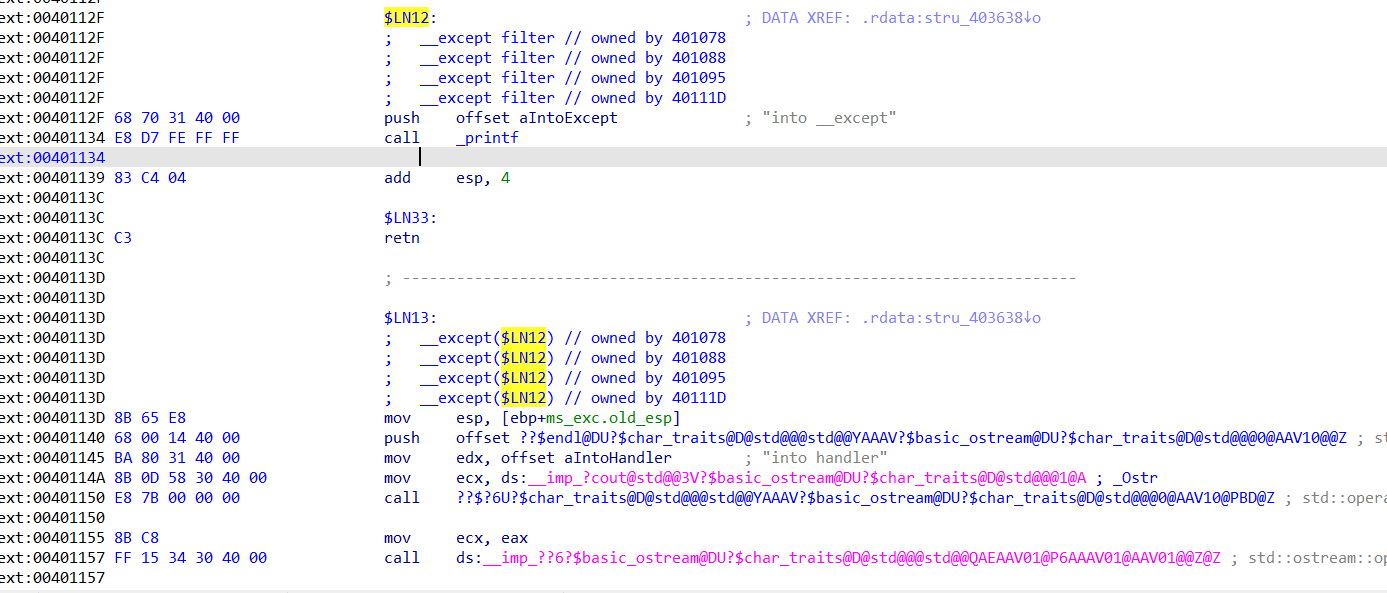 ext:0040112F $LN12: ; DATA XREF: .rdata:stru_403638↓o
ext:0040112F ; __except filter // owned by 401078
ext:0040112F ; __except filter // owned by 401088
ext:0040112F ; __except filter // owned by 401095
ext:0040112F ; __except filter // owned by 40111D
ext:0040112F 68 70 31 40 00 push offset aIntoExcept ; "into __except"
ext:00401134 E8 D7 FE FF FF call _printf
ext:00401134
ext:00401139 83 C4 04 add esp, 4
ext:0040113C
ext:0040113C $LN33:
ext:0040113C C3 retn
ext:0040113C
ext:0040113D ; ---------------------------------------------------------------------------
ext:0040113D
ext:0040113D $LN13: ; DATA XREF: .rdata:stru_403638↓o
ext:0040113D ; __except($LN12) // owned by 401078
ext:0040113D ; __except($LN12) // owned by 401088
ext:0040113D ; __except($LN12) // owned by 401095
ext:0040113D ; __except($LN12) // owned by 40111D
ext:0040113D 8B 65 E8 mov esp, [ebp+ms_exc.old_esp]
ext:00401140 68 00 14 40 00 push offset ??$endl@DU?$char_traits@D@std@@@std@@YAAAV?$basic_ostream@DU?$char_traits@D@std@@@0@AAV10@@Z ; st
ext:00401145 BA 80 31 40 00 mov edx, offset aIntoHandler ; "into handler"
ext:0040114A 8B 0D 58 30 40 00 mov ecx, ds:__imp_?cout@std@@3V?$basic_ostream@DU?$char_traits@D@std@@@1@A ; _Ostr
ext:00401150 E8 7B 00 00 00 call ??$?6U?$char_traits@D@std@@@std@@YAAAV?$basic_ostream@DU?$char_traits@D@std@@@0@AAV10@PBD@Z ; std::opera
ext:00401150
ext:00401155 8B C8 mov ecx, eax
ext:00401157 FF 15 34 30 40 00 call ds:__imp_??6?$basic_ostream@DU?$char_traits@D@std@@@std@@QAEAAV01@P6AAAV01@AAV01@@Z@Z ; std::ostream::op
ext:00401157